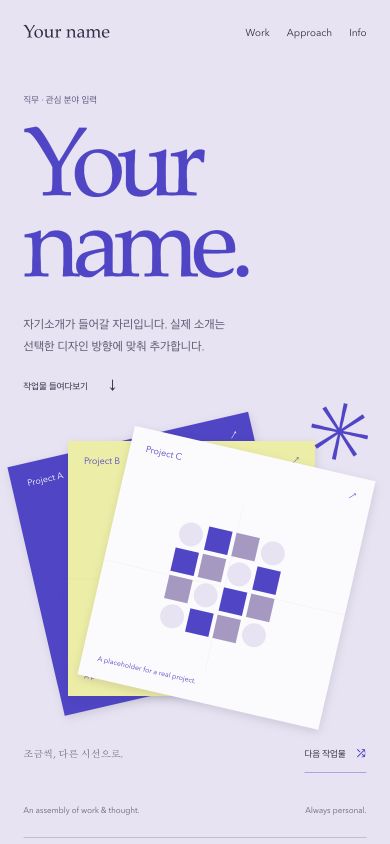 Your name
Work Approach Info
직무 · 관심 분야 입력
Your
name.
자기소개가 들어갈 자리입니다. 실제 소개는
선택한 디자인 방향에 맞춰 추가합니다.
작업물 들여다보기 ↓
Project A
Project B
Project C
A placeholder for a real project.
조금씩, 다른 시선으로.
다음 작업물
An assembly of work & thought.
Always personal.